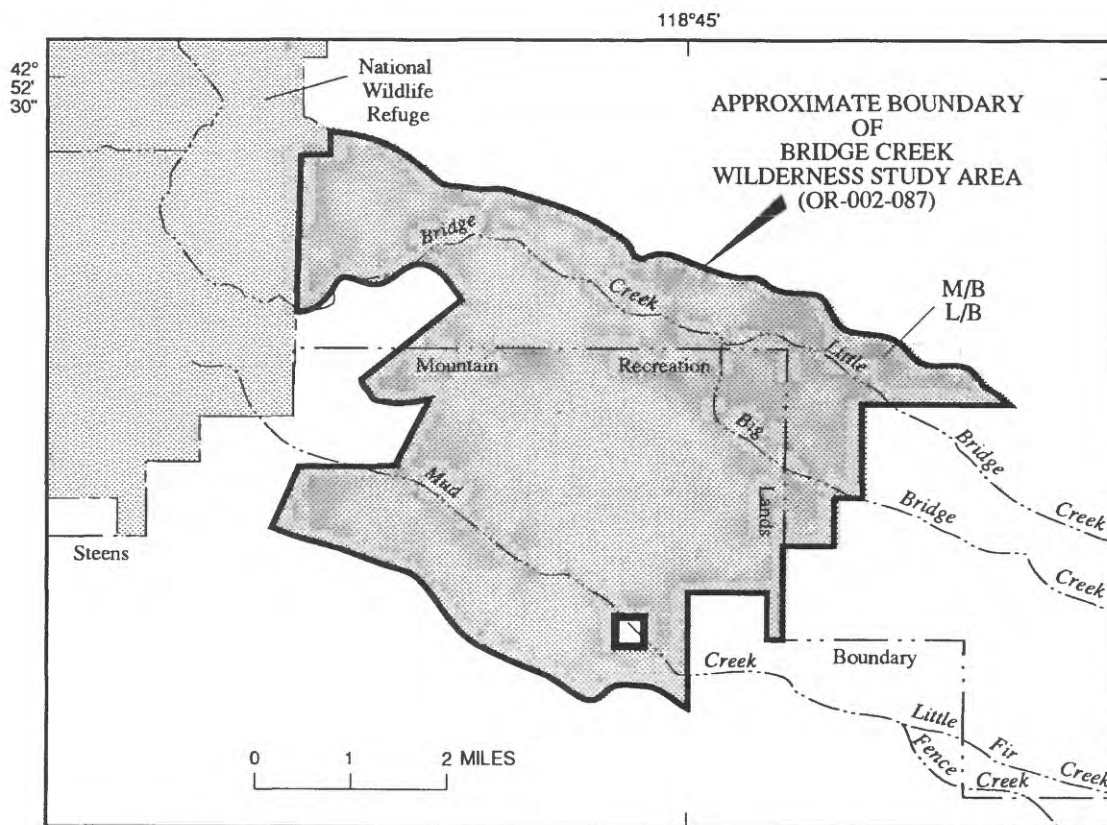 118°45'
42°
52'
30"
National
Wildlife
Refuge
APPROXIMATE BOUNDARY
OF
BRIDGE CREEK
WILDERNESS STUDY AREA
(OR-002-087)
Bridge
Creek
M/B
L/B
Little
Mountain
Recreation
Big
Bridge
Mud
Lands
Bridge
Creek
Steens
Creek
Creek
Boundary
Little
Fir
Fence
Creek
Creek
0 1 2 MILES